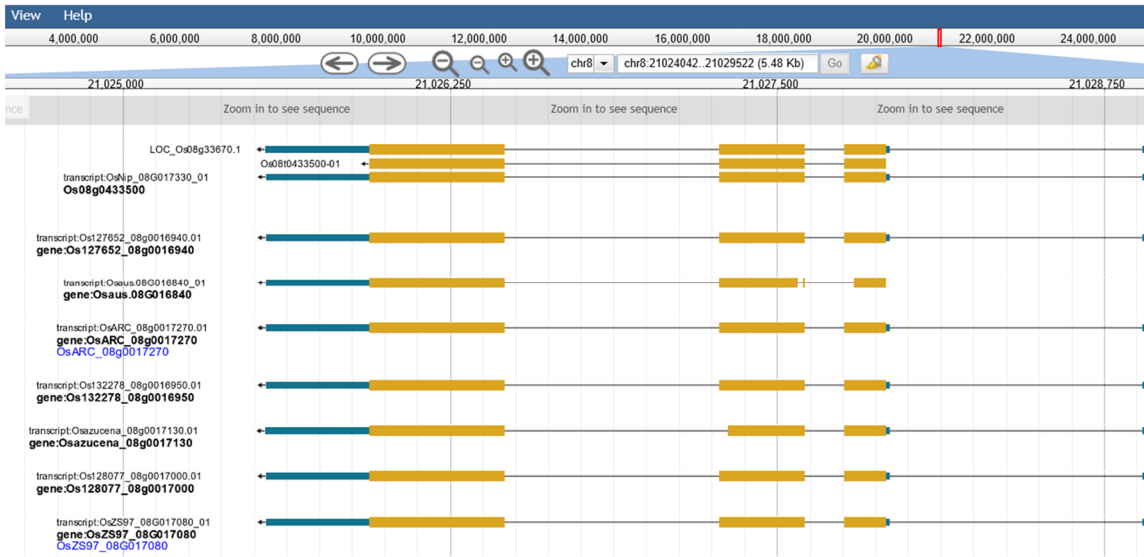 View Help
4,000,000 6,000,000 8,000,000 10,000,000 12,000,000 14,000,000 16,000,000 18,000,000 20,000,000 22,000,000 24,000,000
chr8 chr8:21024042..21029522 (5.48 Kb) Go
21,025,000 21,026,250 21,027,500 21,028,750
nce Zoom in to see sequence Zoom in to see sequence Zoom in to see sequence
LOC_Os08g33670.1
Os08t0433500-01
transcript:OsNip_08G017330_01
Os08g0433500
transcript:Os127652_08g0016940.01
gene:Os127652_08g0016940
transcript:Osaus.08G016840_01
gene:Osaus.08G016840
transcript:OsARC_08g0017270.01
gene:OsARC_08g0017270
OsARC_08g0017270
transcript:Os132278_08g0016950.01
gene:Os132278_08g0016950
transcript:Osazucena_08g0017130.01
gene:Osazucena_08g0017130
transcript:Os128077_08g0017000.01
gene:Os128077_08g0017000
transcript:OsZS97_08G017080_01
gene:OsZS97_08G017080
OsZS97_08G017080